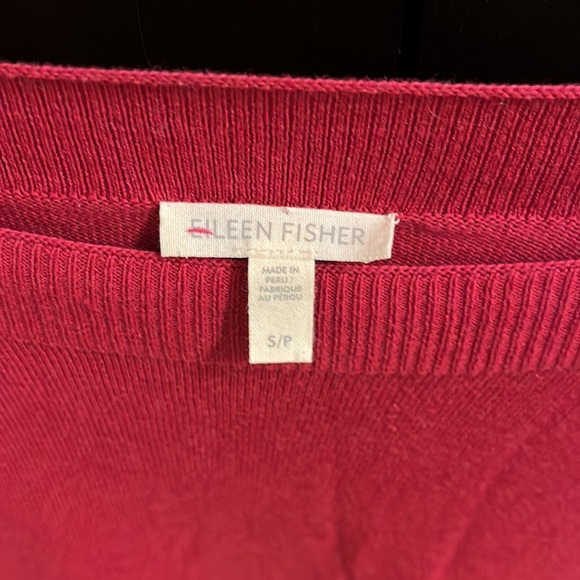 EILEEN FISHER
MADE IN
PERU /
FABRIQUÉ
AU PÉROU
S/P